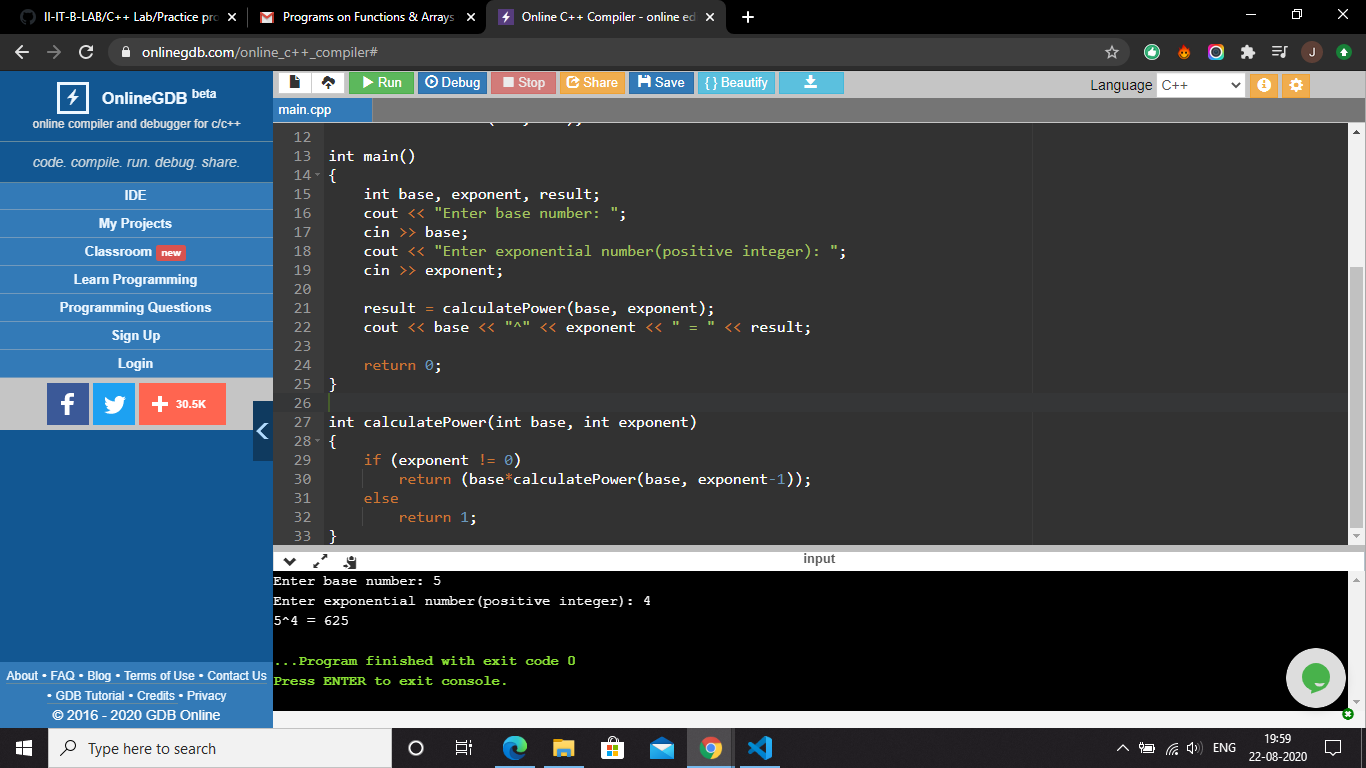 II-IT-B-LAB/C++ Lab/Practice pro
Programs on Functions & Arrays
Online C++ Compiler - online ed
onlinegdb.com/online_c++_compiler#
J
OnlineGDB beta
online compiler and debugger for c/c++
code. compile. run. debug. share.
IDE
My Projects
Classroom new
Learn Programming
Programming Questions
Sign Up
Login
30.5K
About • FAQ • Blog • Terms of Use • Contact Us
• GDB Tutorial • Credits • Privacy
© 2016 - 2020 GDB Online
Run Debug Stop Share Save { } Beautify
Language C++
main.cpp
12
13 int main()
14 {
15     int base, exponent, result;
16     cout << "Enter base number: ";
17     cin >> base;
18     cout << "Enter exponential number(positive integer): ";
19     cin >> exponent;
20
21     result = calculatePower(base, exponent);
22     cout << base << "^" << exponent << " = " << result;
23
24     return 0;
25 }
26
27 int calculatePower(int base, int exponent)
28 {
29     if (exponent != 0)
30         return (base*calculatePower(base, exponent-1));
31     else
32         return 1;
33 }
input
Enter base number: 5
Enter exponential number(positive integer): 4
5^4 = 625
...Program finished with exit code 0
Press ENTER to exit console.
Type here to search
ENG
19:59
22-08-2020